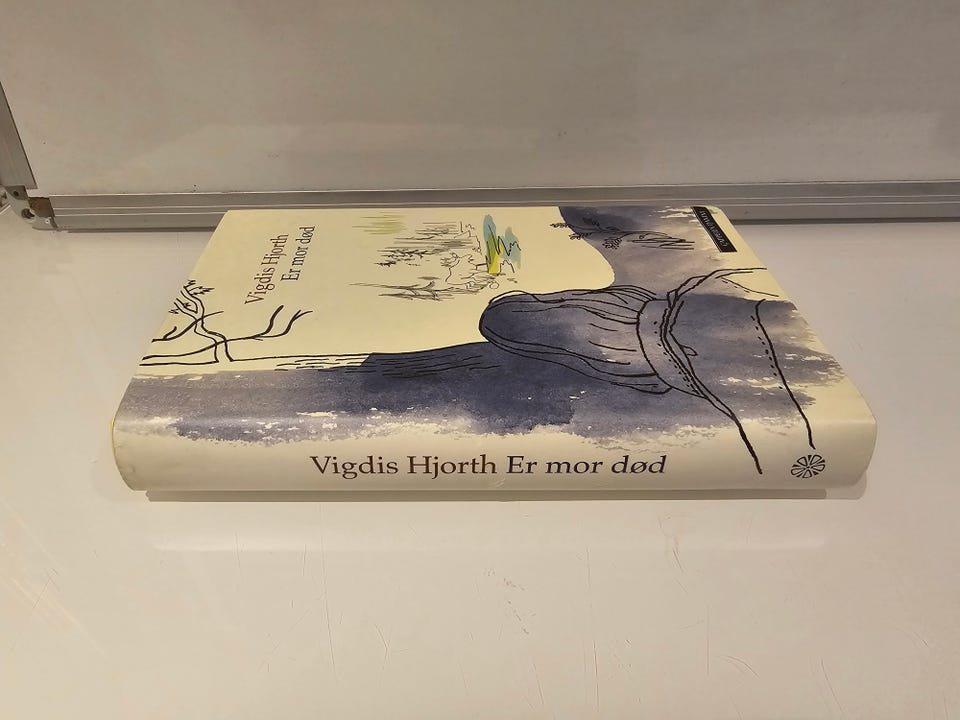 Vigdis Hjorth
Er mor død
Vigdis Hjorth Er mor død